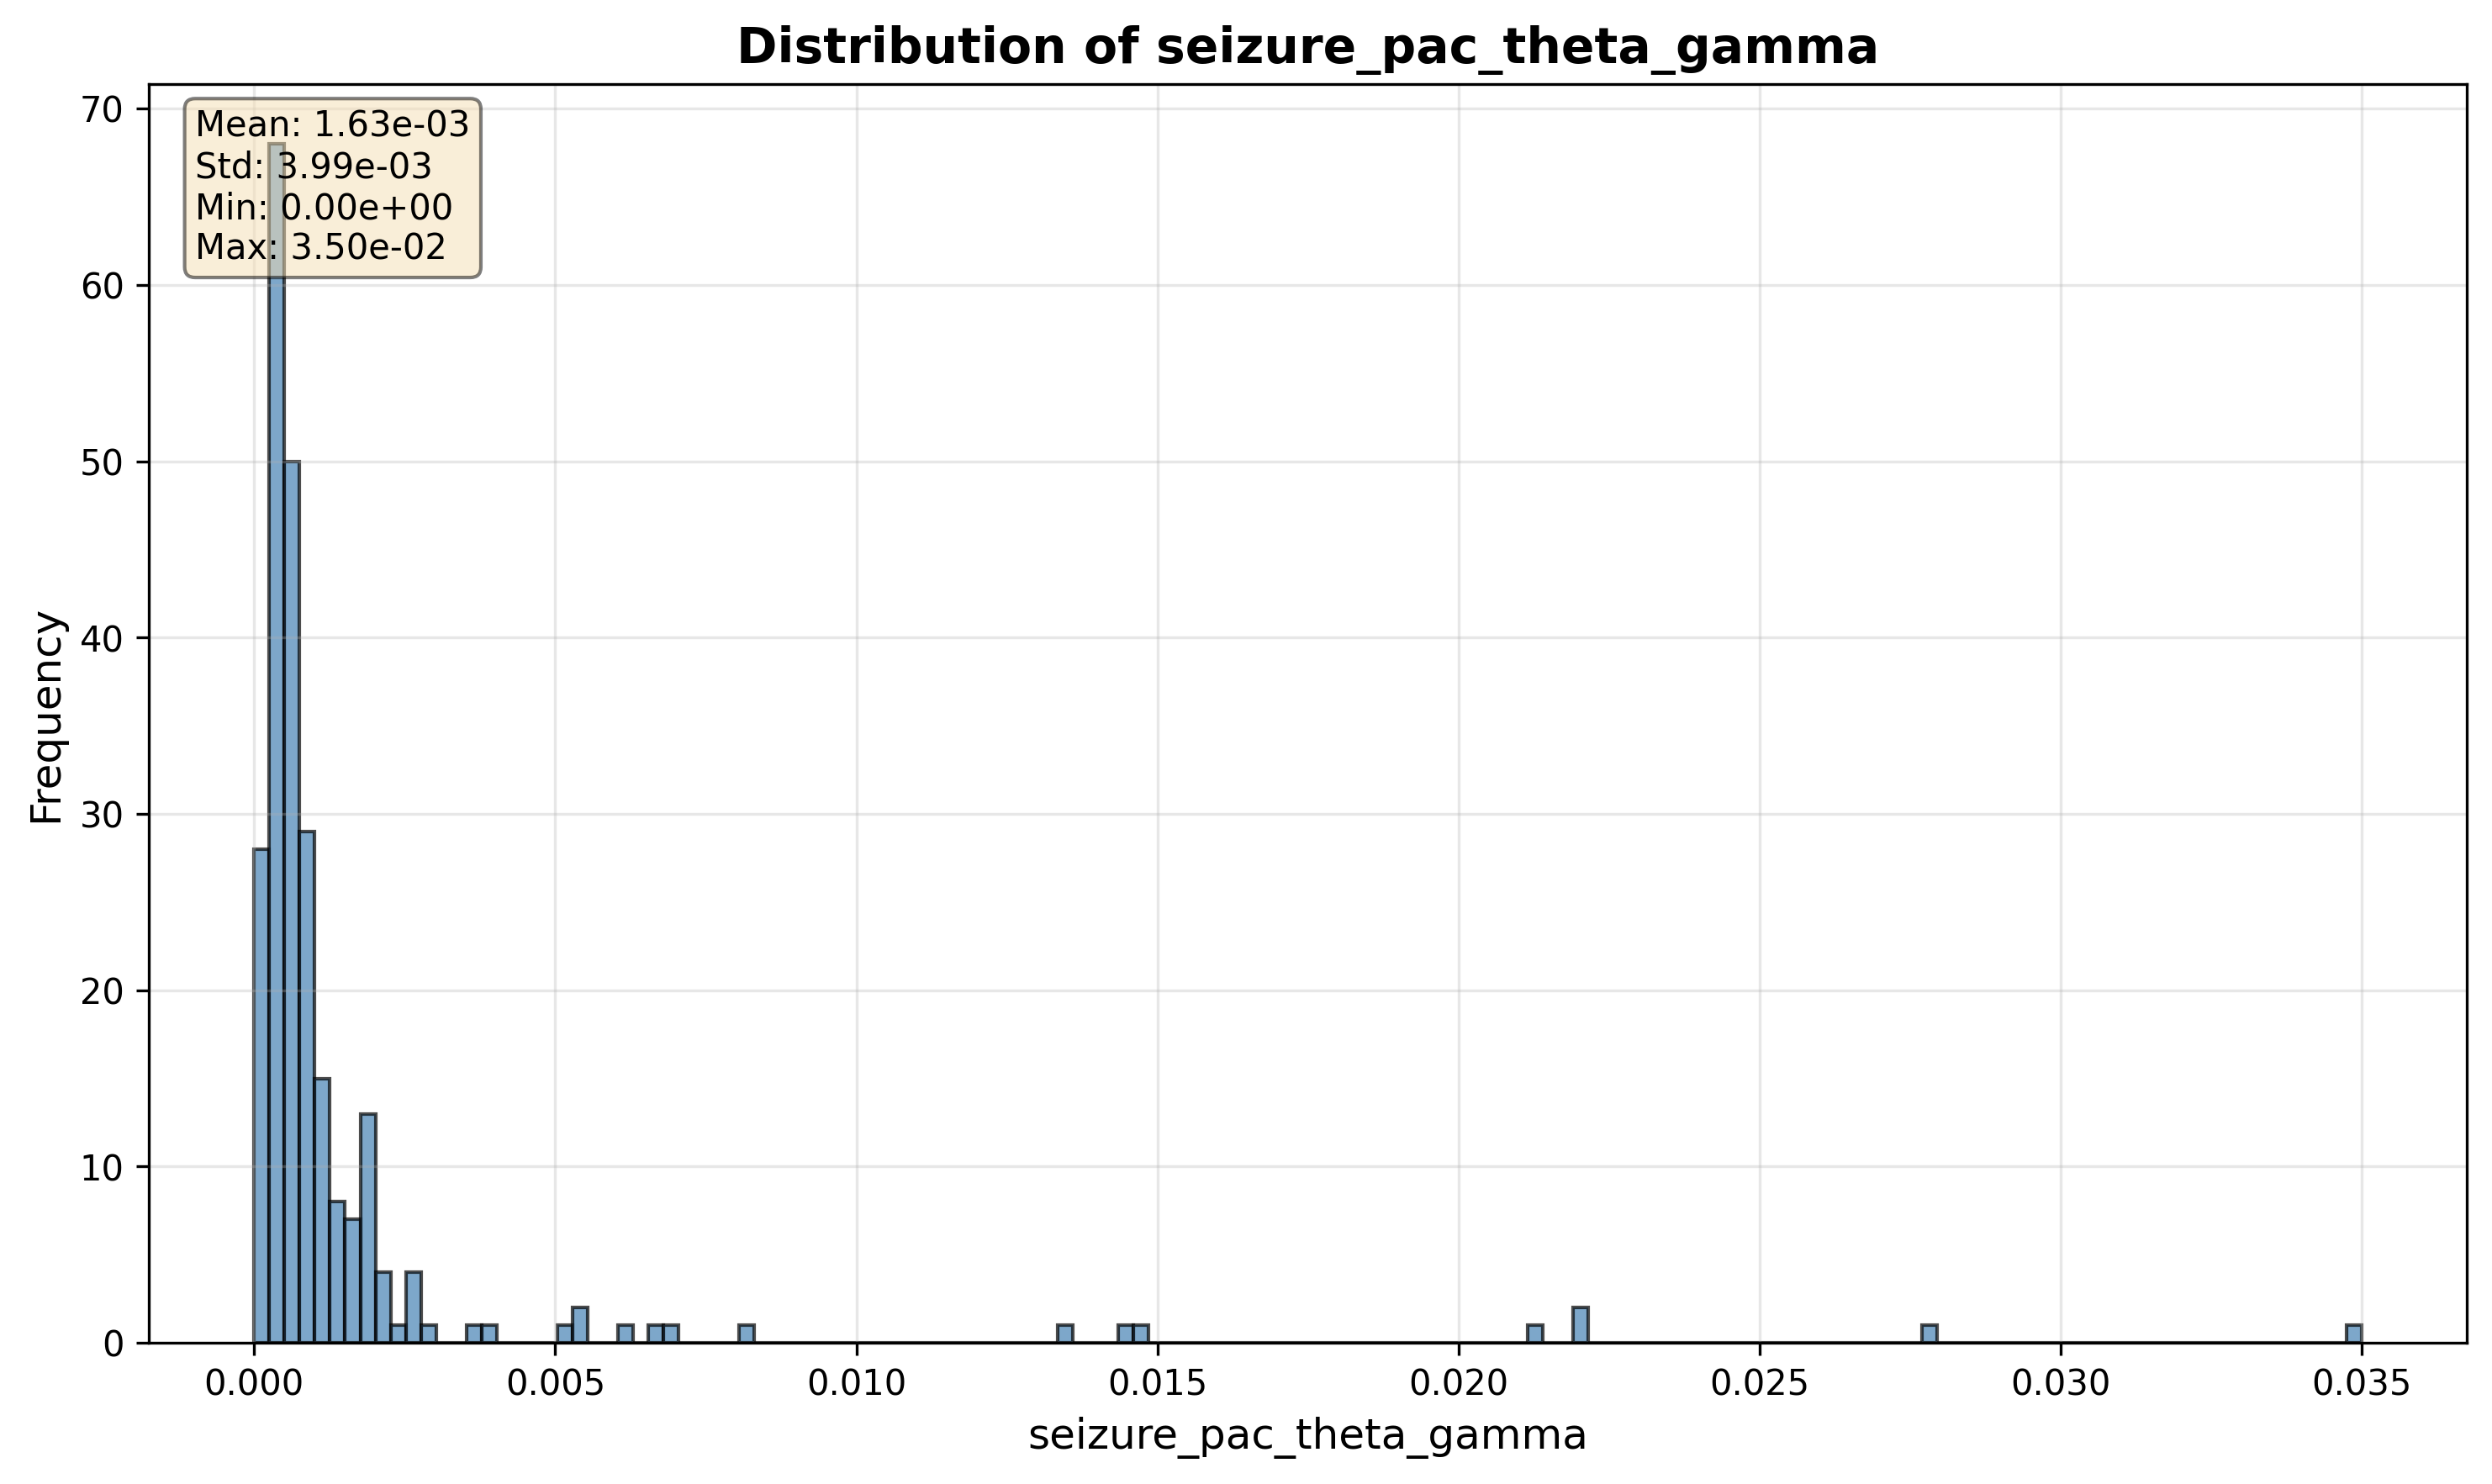 Distribution of seizure_pac_theta_gamma
Mean: 1.63e-03
Std: 3.99e-03
Min: 0.00e+00
Max: 3.50e-02
Frequency
70
60
50
40
30
20
10
0
0.000 0.005 0.010 0.015 0.020 0.025 0.030 0.035
seizure_pac_theta_gamma